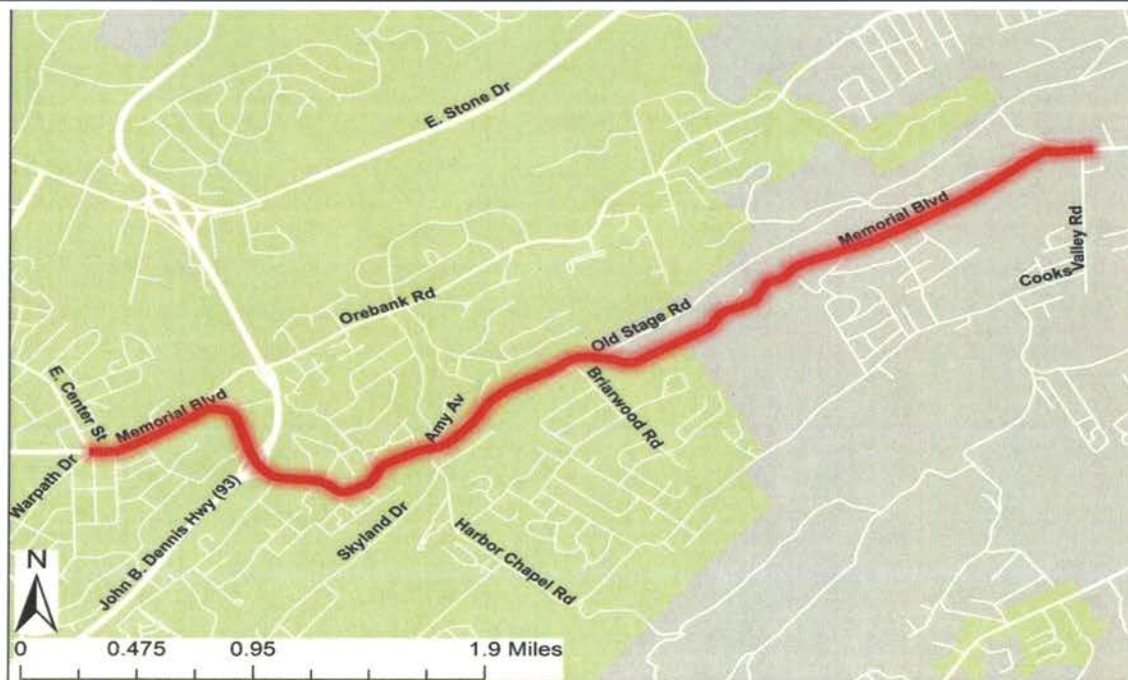 E. Stone Dr
Memorial Blvd
Cooks Valley Rd
Orebank Rd
Old Stage Rd
E. Center St
Memorial Blvd
Amy Av
Briarwood Rd
Warpath Dr
John B. Dennis Hwy (93)
Skyland Dr
Harbor Chapel Rd
N
0 0.475 0.95 1.9 Miles